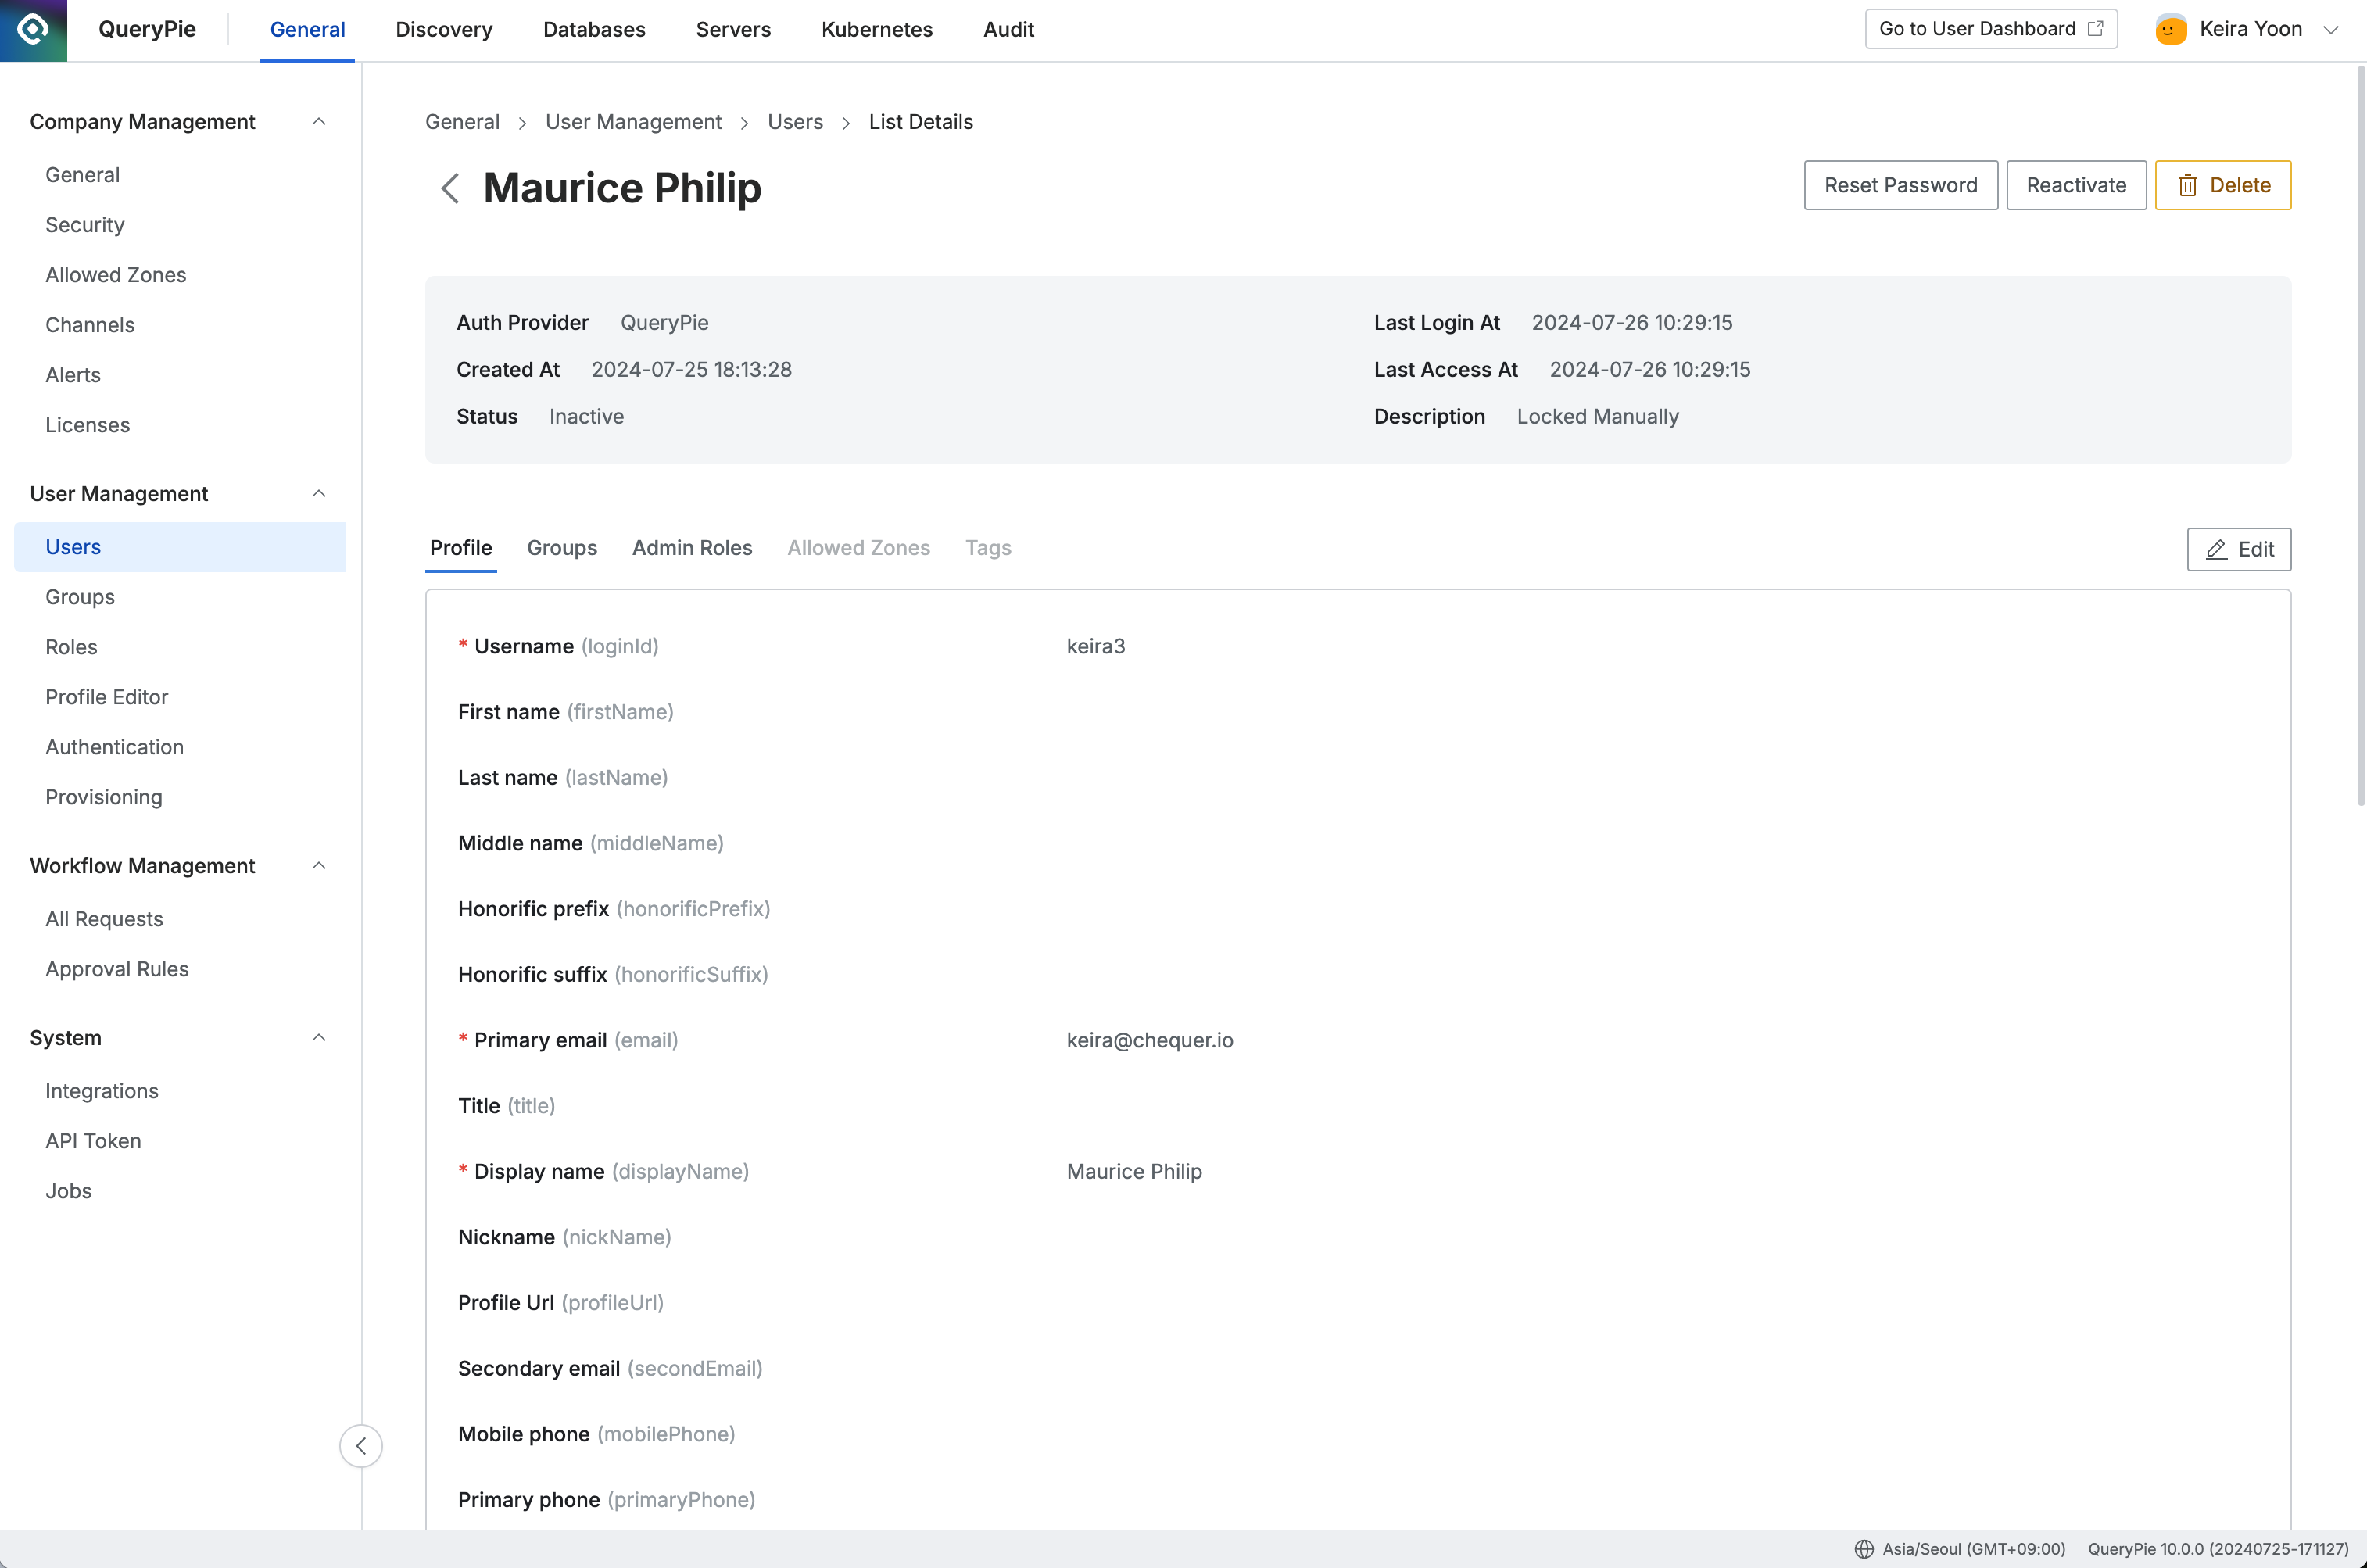 QueryPie
General
Discovery
Databases
Servers
Kubernetes
Audit
Go to User Dashboard
Keira Yoon
Company Management
General
Security
Allowed Zones
Channels
Alerts
Licenses
User Management
Users
Groups
Roles
Profile Editor
Authentication
Provisioning
Workflow Management
All Requests
Approval Rules
System
Integrations
API Token
Jobs
General > User Management > Users > List Details
Maurice Philip
Reset Password
Reactivate
Delete
Auth Provider QueryPie
Last Login At 2024-07-26 10:29:15
Created At 2024-07-25 18:13:28
Last Access At 2024-07-26 10:29:15
Status Inactive
Description Locked Manually
Profile
Groups
Admin Roles
Allowed Zones
Tags
Edit
* Username (loginId) keira3
First name (firstName)
Last name (lastName)
Middle name (middleName)
Honorific prefix (honorificPrefix)
Honorific suffix (honorificSuffix)
* Primary email (email) keira@chequer.io
Title (title)
* Display name (displayName) Maurice Philip
Nickname (nickName)
Profile Url (profileUrl)
Secondary email (secondEmail)
Mobile phone (mobilePhone)
Primary phone (primaryPhone)
Asia/Seoul (GMT+09:00)
QueryPie 10.0.0 (20240725-171127)